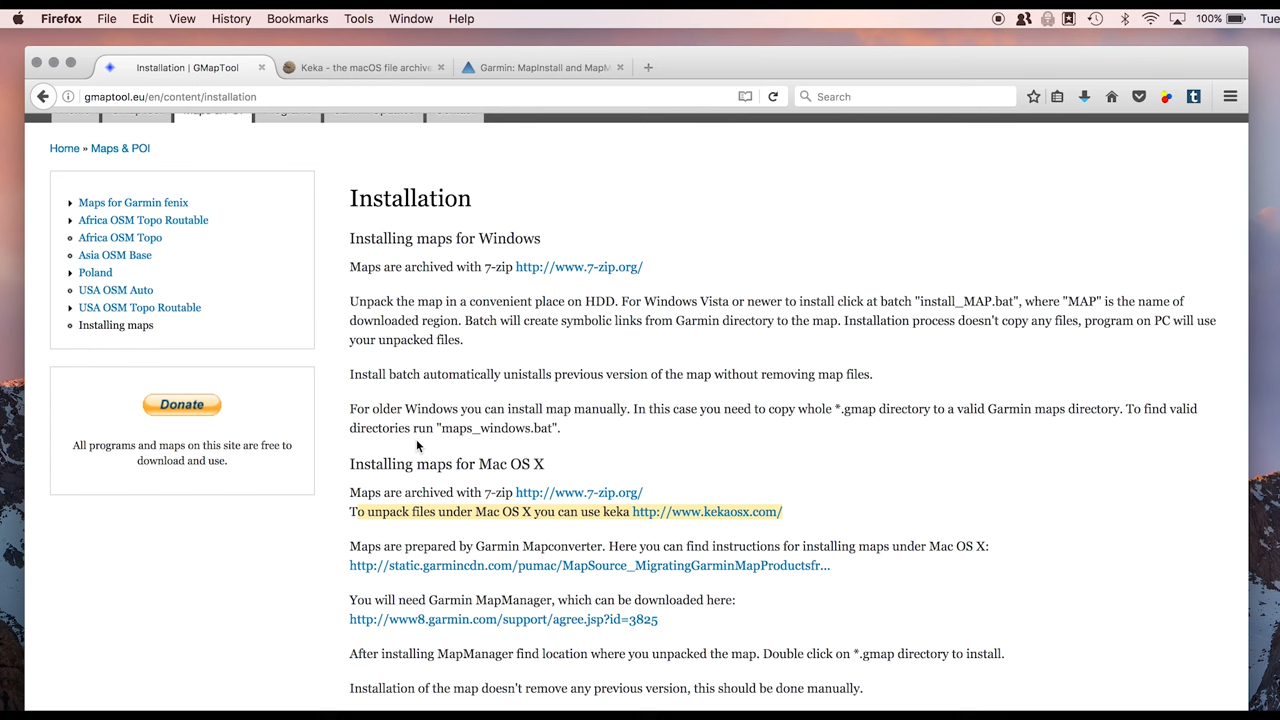 Firefox File Edit View History Bookmarks Tools Window Help 100% Tue
Installation | GMapTool Keka - the macOS file archive Garmin: MapInstall and MapM
gmaptool.eu/en/content/installation Search
Home » Maps & POI
Maps for Garmin fenix
Africa OSM Topo Routable
Africa OSM Topo
Asia OSM Base
Poland
USA OSM Auto
USA OSM Topo Routable
Installing maps
Donate
All programs and maps on this site are free to
download and use.
Installation
Installing maps for Windows
Maps are archived with 7-zip http://www.7-zip.org/
Unpack the map in a convenient place on HDD. For Windows Vista or newer to install click at batch "install_MAP.bat", where "MAP" is the name of
downloaded region. Batch will create symbolic links from Garmin directory to the map. Installation process doesn't copy any files, program on PC will use
your unpacked files.
Install batch automatically unistalls previous version of the map without removing map files.
For older Windows you can install map manually. In this case you need to copy whole *.gmap directory to a valid Garmin maps directory. To find valid
directories run "maps_windows.bat".
Installing maps for Mac OS X
Maps are archived with 7-zip http://www.7-zip.org/
To unpack files under Mac OS X you can use keka http://www.kekaosx.com/
Maps are prepared by Garmin Mapconverter. Here you can find instructions for installing maps under Mac OS X:
http://static.garmincdn.com/pumac/MapSource_MigratingGarminMapProductsfr...
You will need Garmin MapManager, which can be downloaded here:
http://www8.garmin.com/support/agree.jsp?id=3825
After installing MapManager find location where you unpacked the map. Double click on *.gmap directory to install.
Installation of the map doesn't remove any previous version, this should be done manually.